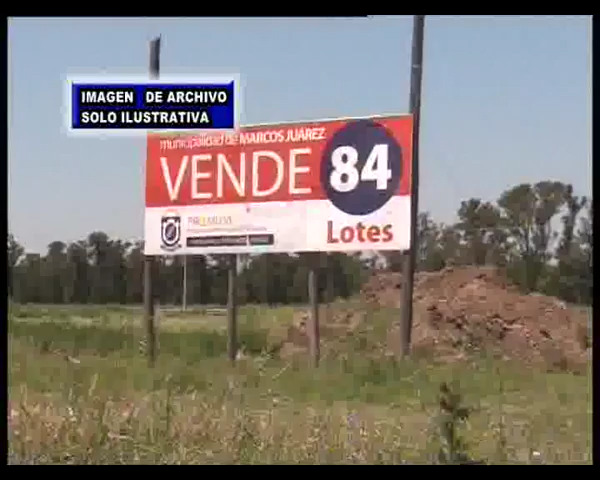 IMAGEN DE ARCHIVO
SOLO ILUSTRATIVA
municipalidad de MARCOS JUÁREZ
VENDE
84
Lotes